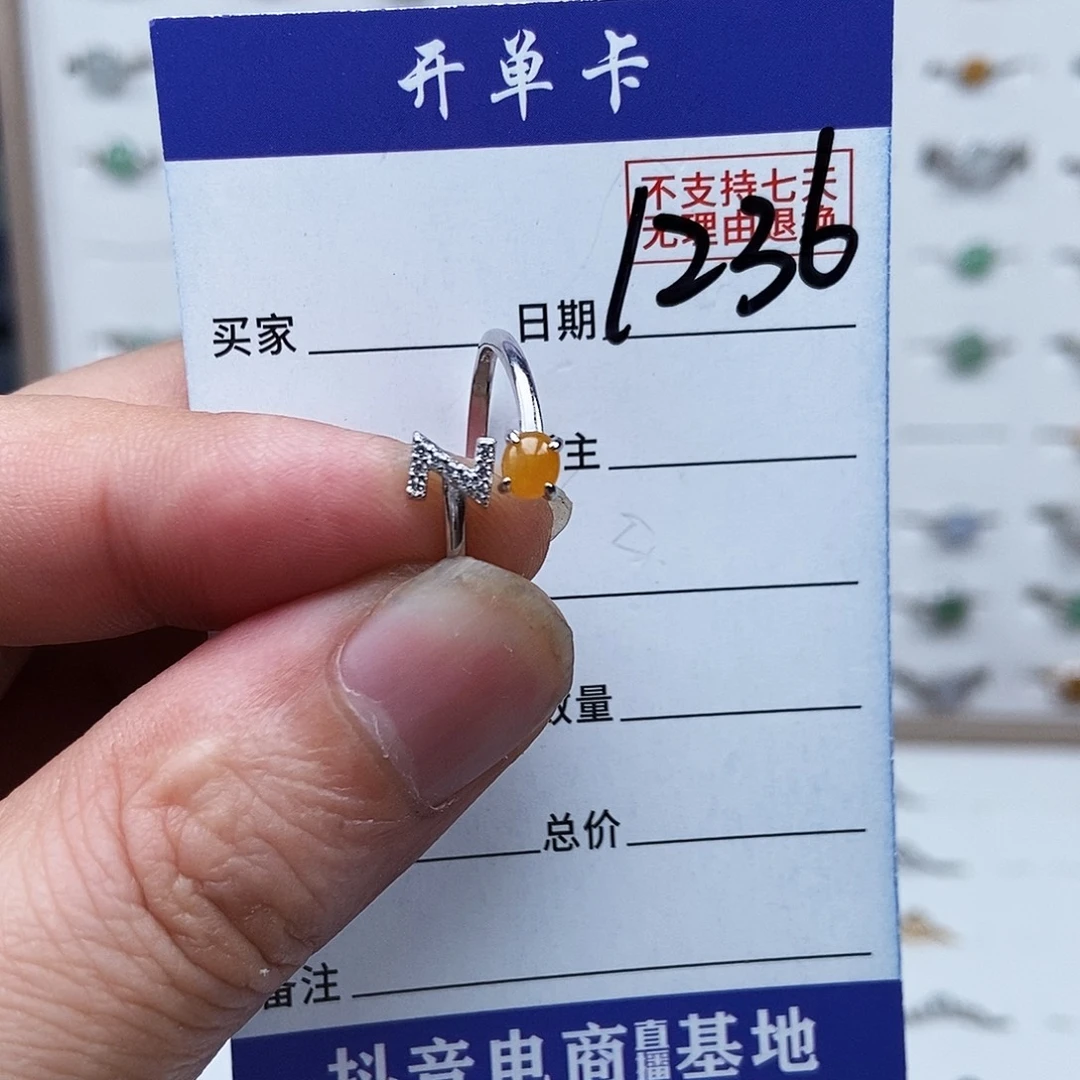 开单卡
不支持七天
无理由退换
1236
买家 日期
主
数量
总价
备注
抖音电商直播基地